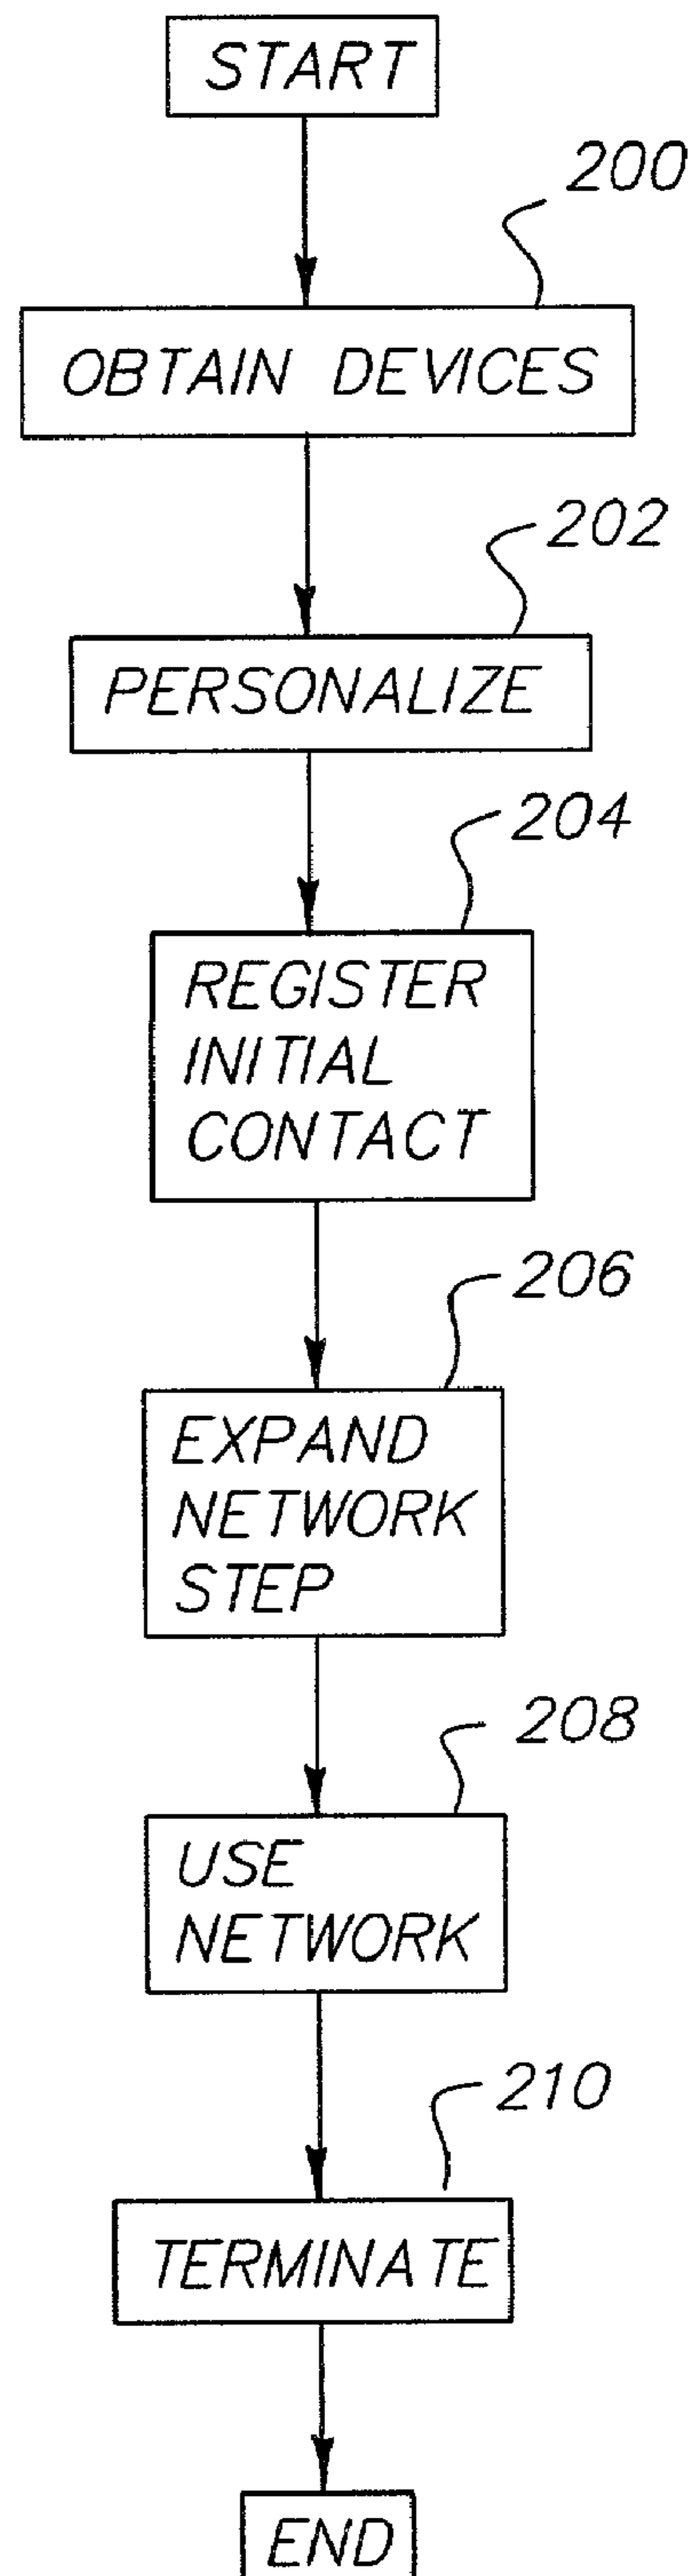 START
200
OBTAIN DEVICES
202
PERSONALIZE
204
REGISTER
INITIAL
CONTACT
206
EXPAND
NETWORK
STEP
208
USE
NETWORK
210
TERMINATE
END